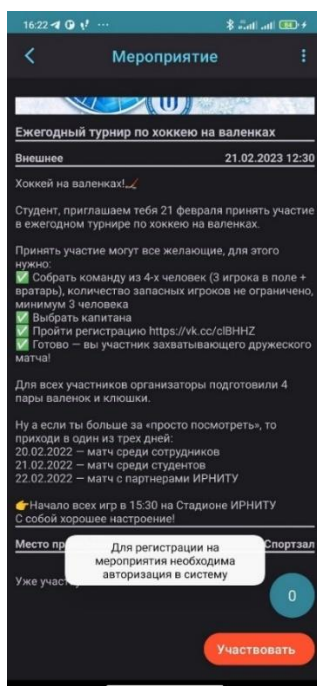 16:22
Мероприятие
Ежегодный турнир по хоккею на валенках
Внешнее 21.02.2023 12:30
Хоккей на валенках!🏒
Студент, приглашаем тебя 21 февраля принять участие
в ежегодном турнире по хоккею на валенках.
Принять участие могут все желающие, для этого
нужно:
✅ Собрать команду из 4-х человек (3 игрока в поле +
вратарь), количество запасных игроков не ограничено,
минимум 3 человека
✅ Выбрать капитана
✅ Пройти регистрацию https://vk.cc/clBHHZ
✅ Готово — вы участник захватывающего дружеского
матча!
Для всех участников организаторы подготовили 4
пары валенок и клюшки.
Ну а если ты больше за «просто посмотреть», то
приходи в один из трех дней:
20.02.2022 — матч среди сотрудников
21.02.2022 — матч среди студентов
22.02.2022 — матч с партнерами ИРНИТУ
👉Начало всех игр в 15:30 на Стадионе ИРНИТУ
С собой хорошее настроение!
Место пр Спортзал
Для регистрации на
мероприятия необходима
авторизация в систему
Уже участ
0
Участвовать